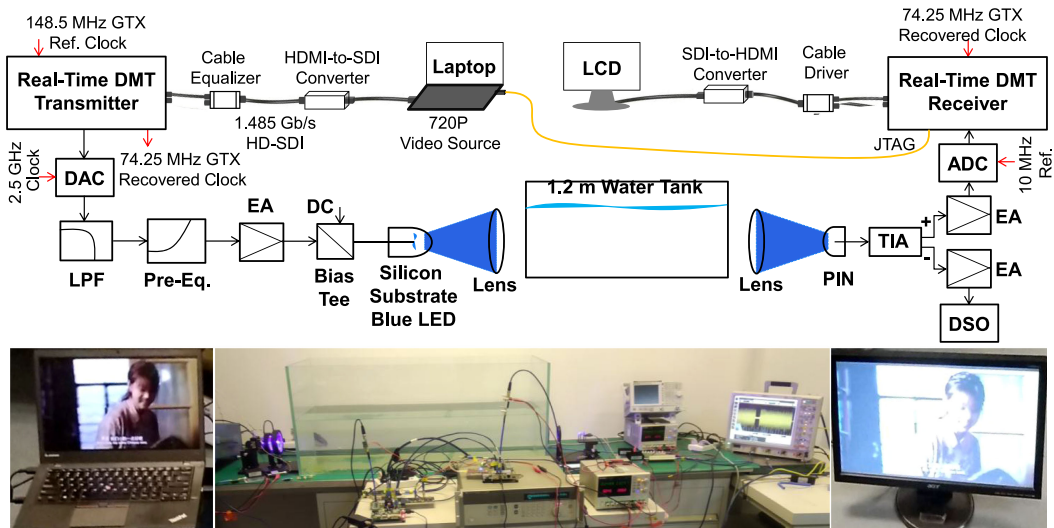 148.5 MHz GTX
Ref. Clock
Real-Time DMT
Transmitter
Cable
Equalizer
HDMI-to-SDI
Converter
1.485 Gb/s
HD-SDI
Laptop
720P
Video Source
LCD
SDI-to-HDMI
Converter
Cable
Driver
74.25 MHz GTX
Recovered Clock
Real-Time DMT
Receiver
JTAG
2.5 GHz
Clock
DAC
74.25 MHz GTX
Recovered Clock
ADC
10 MHz
Ref.
LPF
Pre-Eq.
EA
DC
Bias
Tee
Silicon
Substrate
Blue LED
Lens
1.2 m Water Tank
Lens
PIN
TIA
+
-
EA
EA
DSO
acer